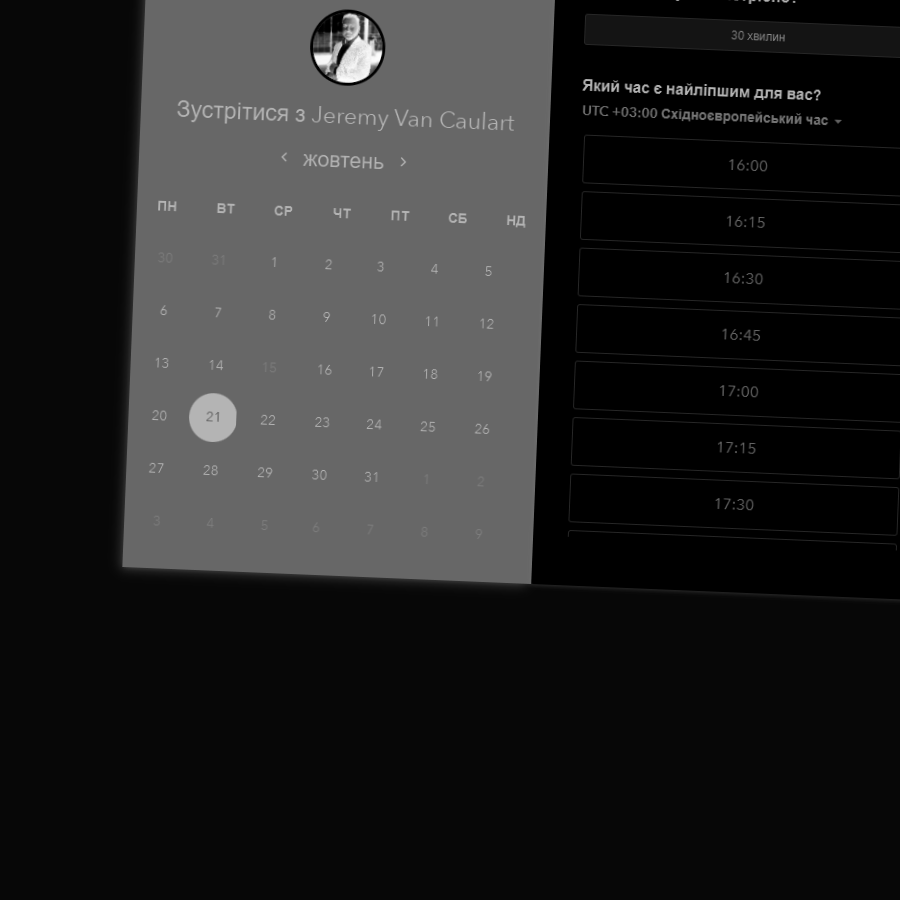 Зустрітися з Jeremy Van Caulart
жовтень
ПН ВТ СР ЧТ ПТ СБ НД
30 31 1 2 3 4 5
6 7 8 9 10 11 12
13 14 15 16 17 18 19
20 21 22 23 24 25 26
27 28 29 30 31 1 2
3 4 5 6 7 8 9
30 хвилин
Який час є найліпшим для вас?
UTC +03:00 Східноєвропейський час
16:00
16:15
16:30
16:45
17:00
17:15
17:30